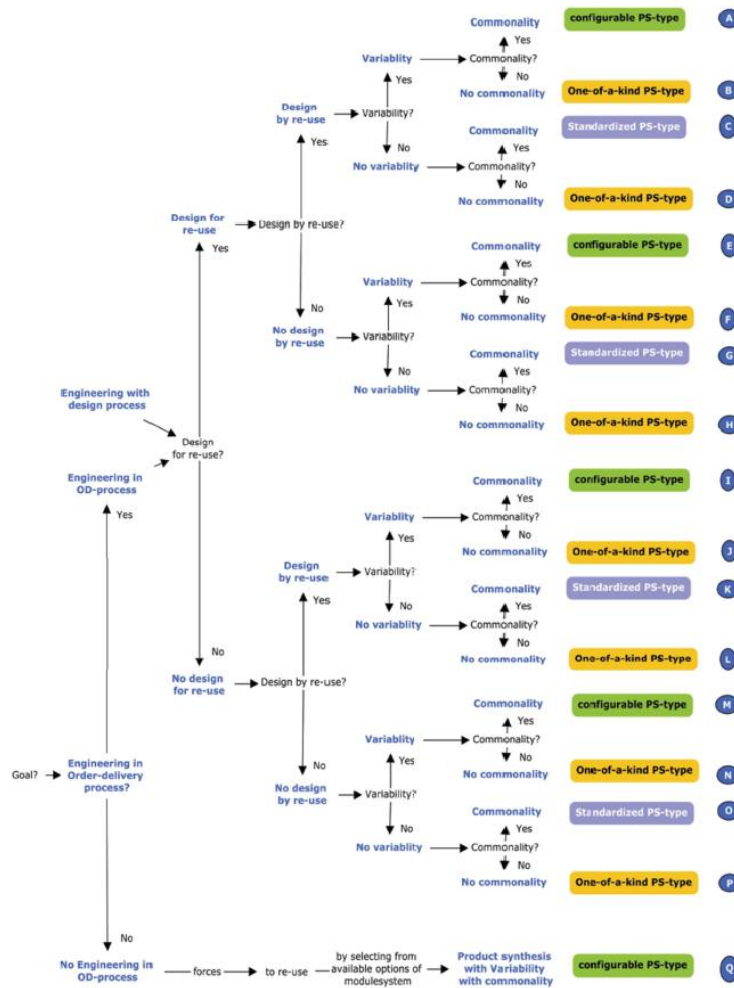 Commonality configurable PS-type A
Yes
Variablity Commonality?
Yes No
Design
by re-use Variability? No commonality One-of-a-kind PS-type B
Commonality Standardized PS-type C
Yes No Yes
No variablity Commonality?
No
Design for
re-use Design by re-use? No commonality One-of-a-kind PS-type D
Yes
Commonality configurable PS-type E
Yes
No Variablity Commonality?
Yes No
No design
by re-use Variability? No commonality One-of-a-kind PS-type F
Commonality Standardized PS-type G
No Yes
Engineering with
design process
No variablity Commonality?
No
No commonality One-of-a-kind PS-type H
Design
for re-use?
Engineering in
OD-process
Yes
Commonality configurable PS-type I
Yes
Variablity Commonality?
Yes No
Design
by re-use Variability? No commonality One-of-a-kind PS-type J
Commonality Standardized PS-type K
Yes No Yes
No variablity Commonality?
No
No
No design
for re-use Design by re-use? No commonality One-of-a-kind PS-type L
Commonality configurable PS-type M
Yes
Variablity Commonality?
No Yes No
Goal? Engineering in
Order-delivery
process?
No design
by re-use Variability? No commonality One-of-a-kind PS-type N
Commonality Standardized PS-type O
No Yes
No variablity Commonality?
No
No commonality One-of-a-kind PS-type P
No
No Engineering in
OD-process forces to re-use
by selecting from
available options of
modulesystem
Product synthesis
with Variability
with commonality
configurable PS-type Q